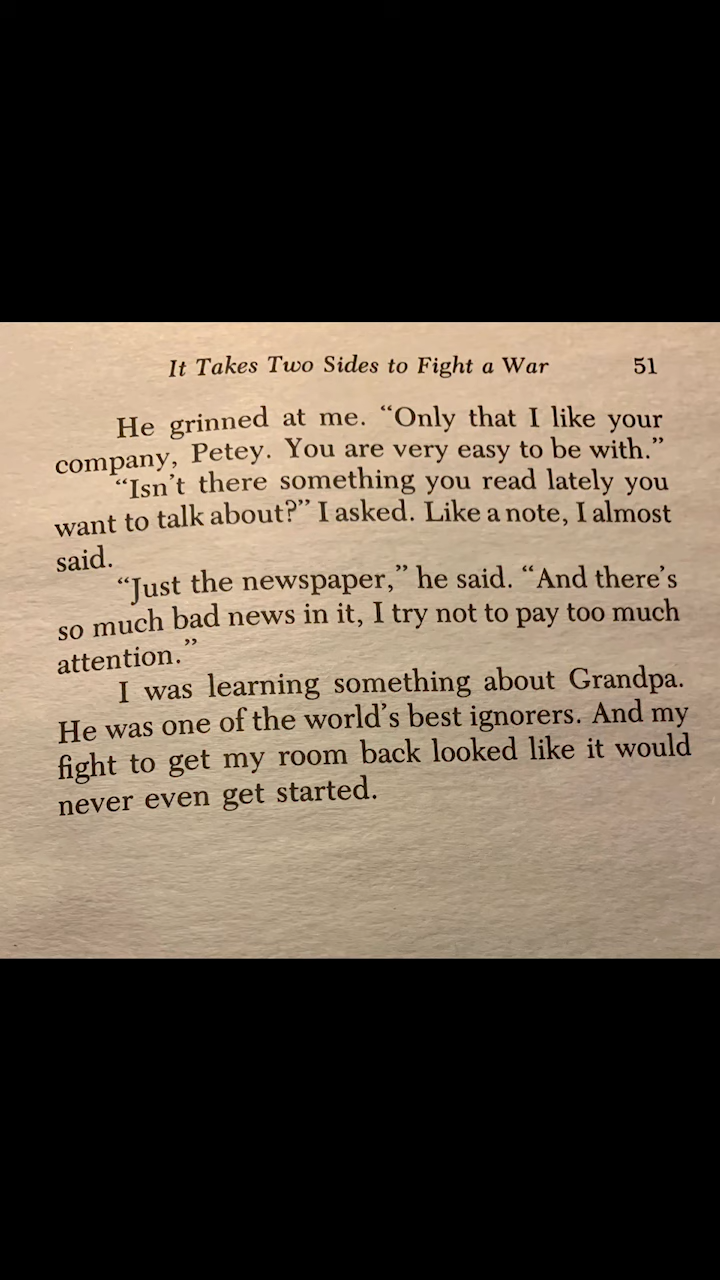 It Takes Two Sides to Fight a War 51
He grinned at me. “Only that I like your
company, Petey. You are very easy to be with.”
“Isn’t there something you read lately you
want to talk about?” I asked. Like a note, I almost
said.
“Just the newspaper,” he said. “And there’s
so much bad news in it, I try not to pay too much
attention.”
I was learning something about Grandpa.
He was one of the world’s best ignorers. And my
fight to get my room back looked like it would
never even get started.